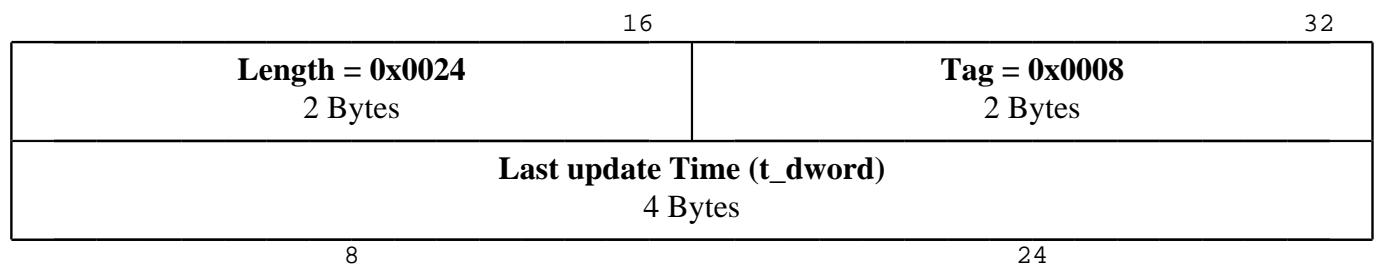 16 32
Length = 0x0024 Tag = 0x0008
2 Bytes 2 Bytes
Last update Time (t_dword)
4 Bytes
8 24